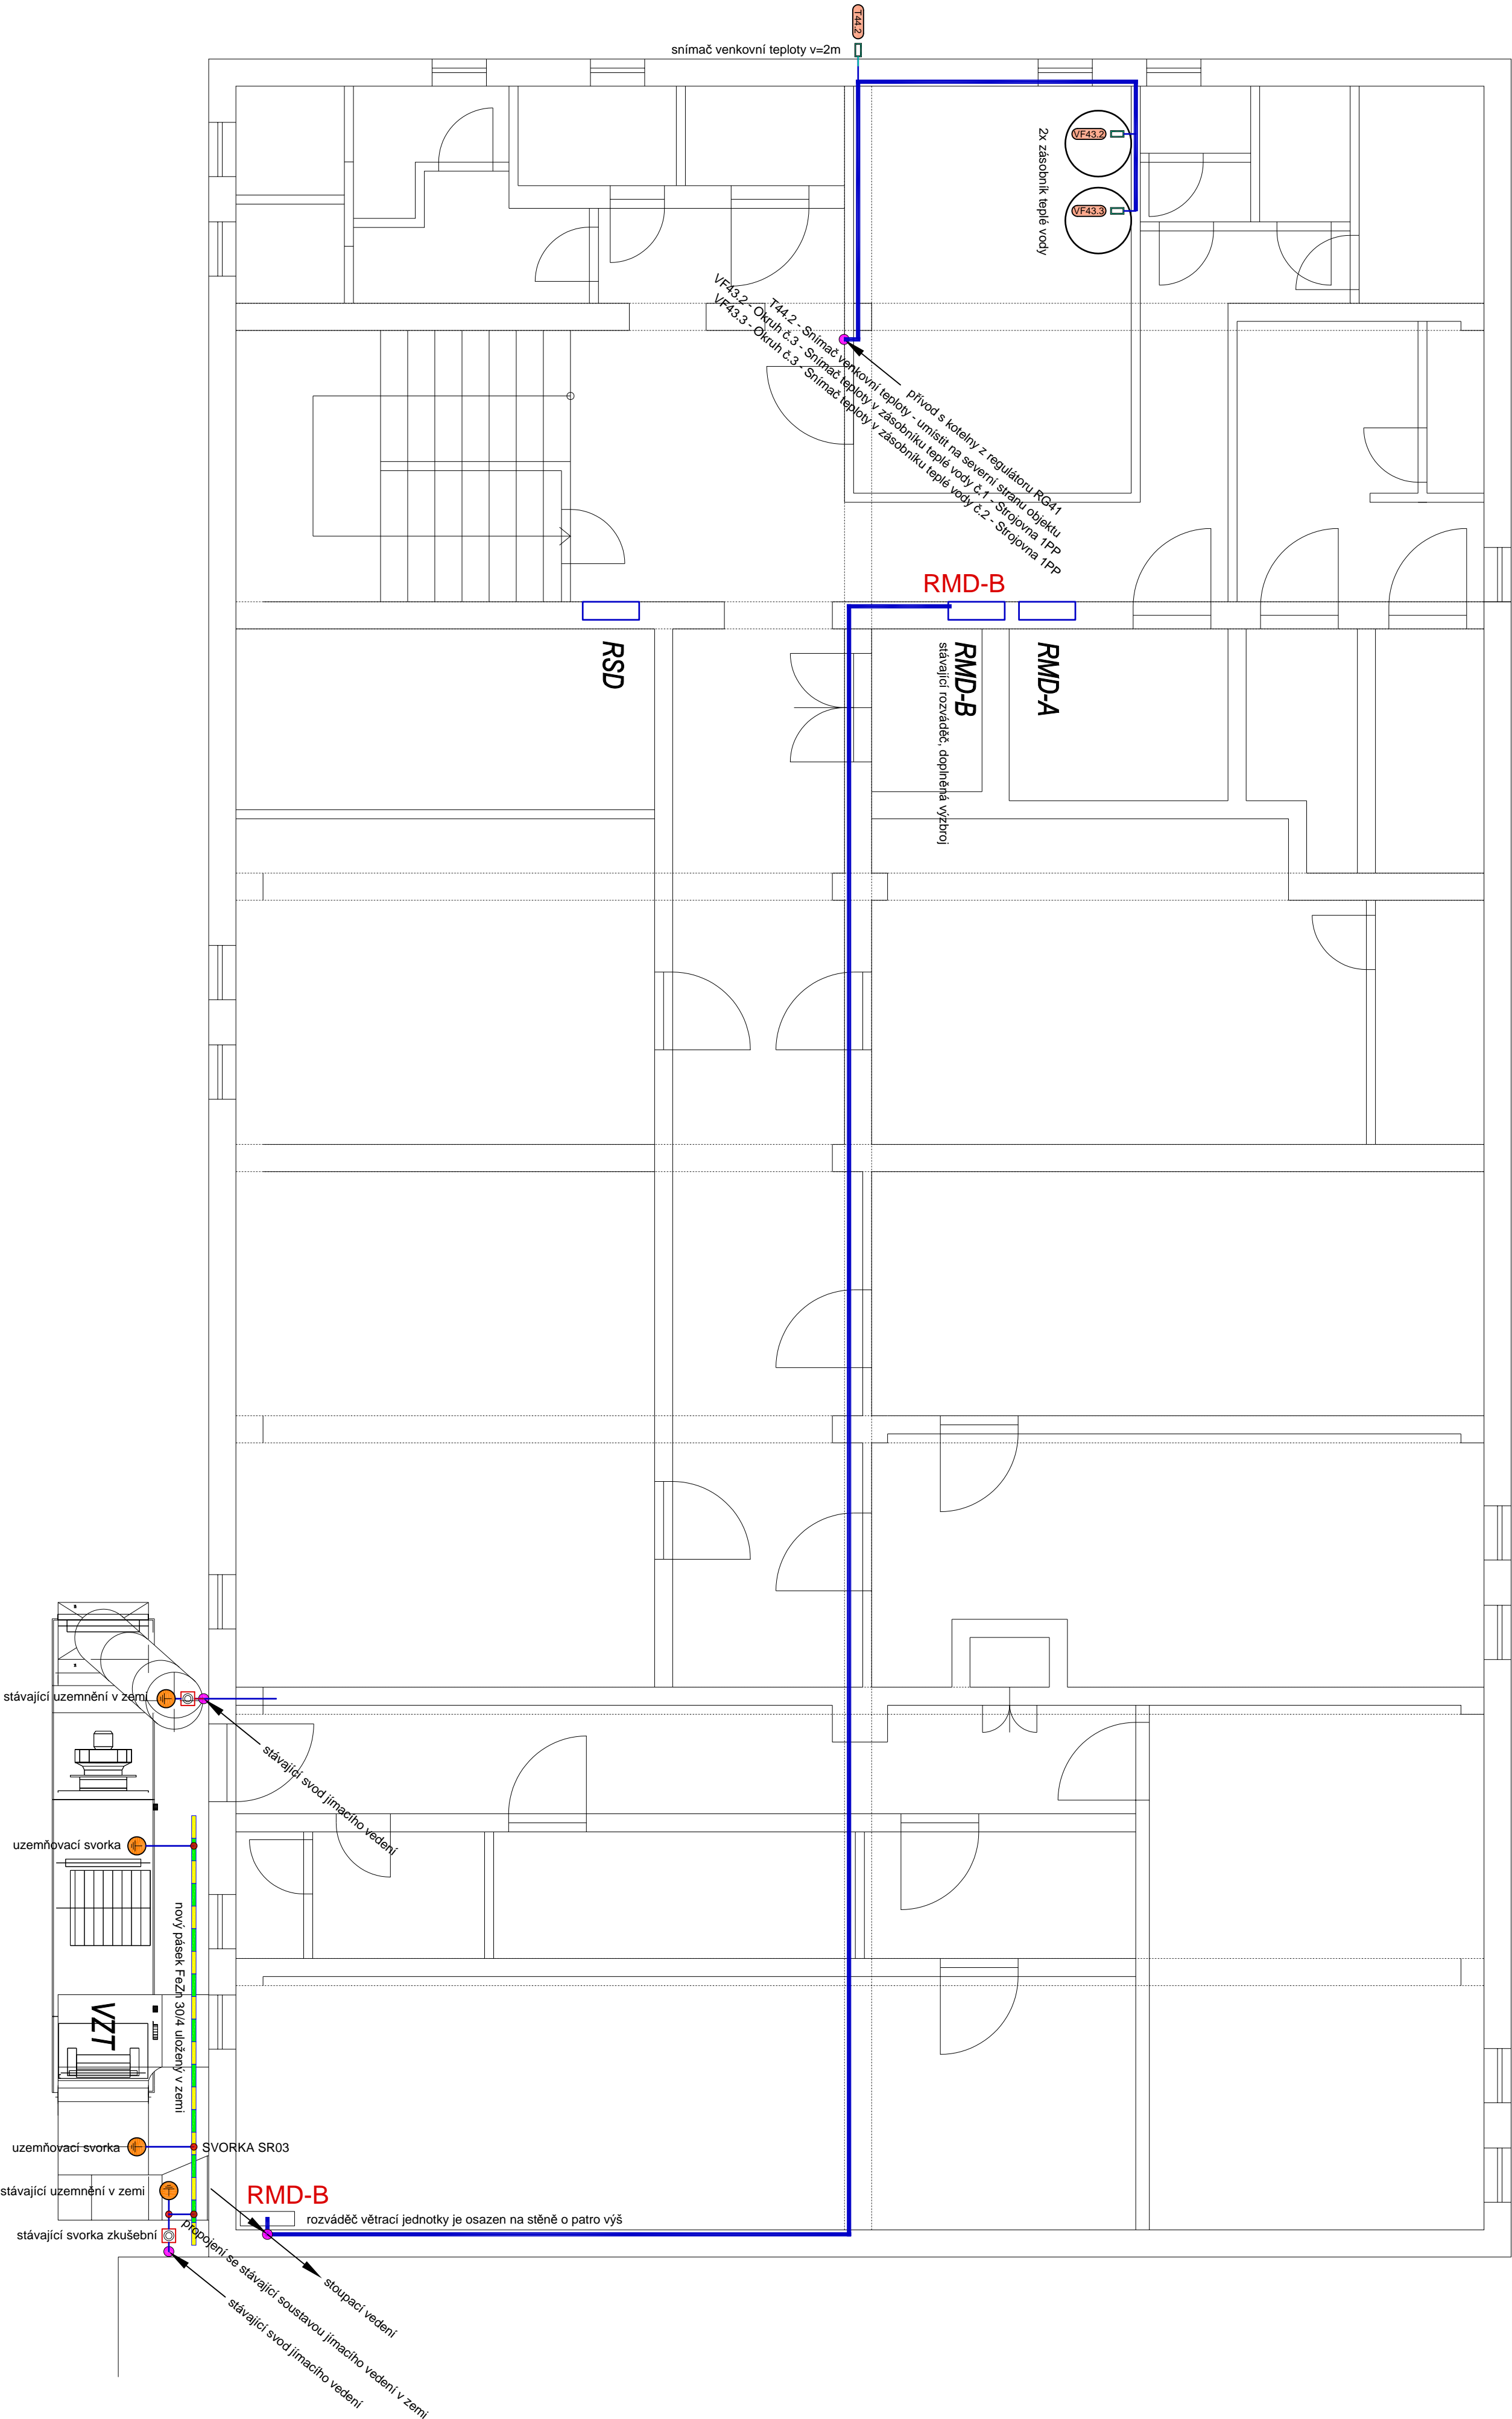 T44.2
snímač venkovní teploty v=2m
VF43.2
VF43.3
2x zásobník teplé vody
přívod s kotelny z regulátoru RG41
T44.2 - Snímač venkovní teploty - umístit na severní stranu objektu
VF43.2 - Okruh č.3 - Snímač teploty v zásobníku teplé vody č.1 - Strojovna 1PP
VF43.3 - Okruh č.3 - Snímač teploty v zásobníku teplé vody č.2 - Strojovna 1PP
RMD-B
RSD
RMD-B
stávající rozváděč, doplněná výzbroj
RMD-A
stávající uzemnění v zemi
stávající svod jímacího vedení
uzemňovací svorka
nový pásek FeZn 30/4 uložený v zemi
VZT
uzemňovací svorka
SVORKA SR03
stávající uzemnění v zemi
RMD-B
rozváděč větrací jednotky je osazen na stěně o patro výš
stávající svorka zkušební
propojení se stávající soustavou jímacího vedení v zemi
stoupací vedení
stávající svod jímacího vedení